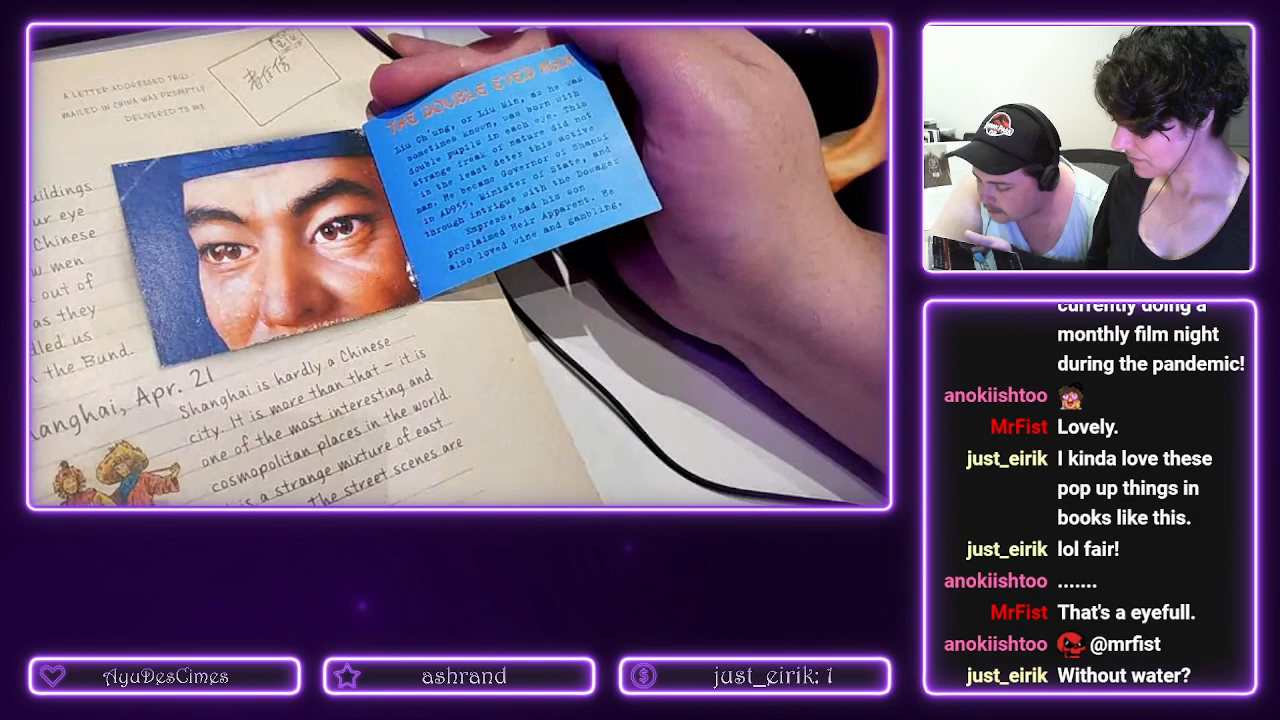 A LETTER ADDRESSED THUS
MAILED IN CHINA WAS PROMPTLY
DELIVERED TO ME
THE DOUBLE EYED MAN
Liu Ch'ung, or Liu Min, as he was
sometimes known, was born with
double pupils in each eye. This
strange freak of nature did not
in the least deter this active
man. He became Governor of Shansi
in AD955, Minister of State, and
through intrigue with the Dowager
Empress, had his son
proclaimed Heir Apparent. He
also loved wine and gambling.
uildings
ur eye
Chinese
w men
out of
as they
lled us
the Bund.
anghai, Apr. 21
Shanghai is hardly a Chinese
city. It is more than that – it is
one of the most interesting and
cosmopolitan places in the world.
is a strange mixture of east
The street scenes are
currently doing a
monthly film night
during the pandemic!
anokiishtoo
MrFist Lovely.
just_eirik I kinda love these
pop up things in
books like this.
just_eirik lol fair!
anokiishtoo .......
MrFist That's a eyefull.
anokiishtoo @mrfist
just_eirik Without water?
AyuDesCimes
ashrand
just_eirik: 1